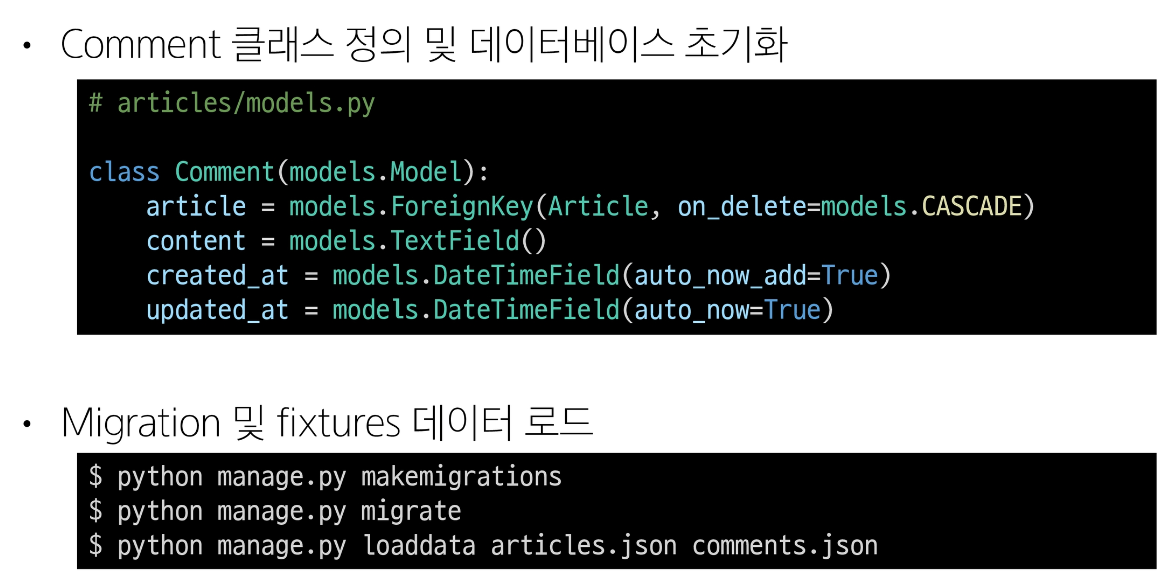 • Comment 클래스 정의 및 데이터베이스 초기화
# articles/models.py
class Comment(models.Model):
    article = models.ForeignKey(Article, on_delete=models.CASCADE)
    content = models.TextField()
    created_at = models.DateTimeField(auto_now_add=True)
    updated_at = models.DateTimeField(auto_now=True)
• Migration 및 fixtures 데이터 로드
$ python manage.py makemigrations
$ python manage.py migrate
$ python manage.py loaddata articles.json comments.json